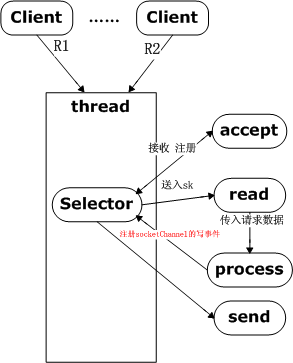 Client
......
Client
R1
R2
thread
接收 注册
accept
Selector
送入sk
read
传入请求数据
注册socketChannel的写事件
process
send